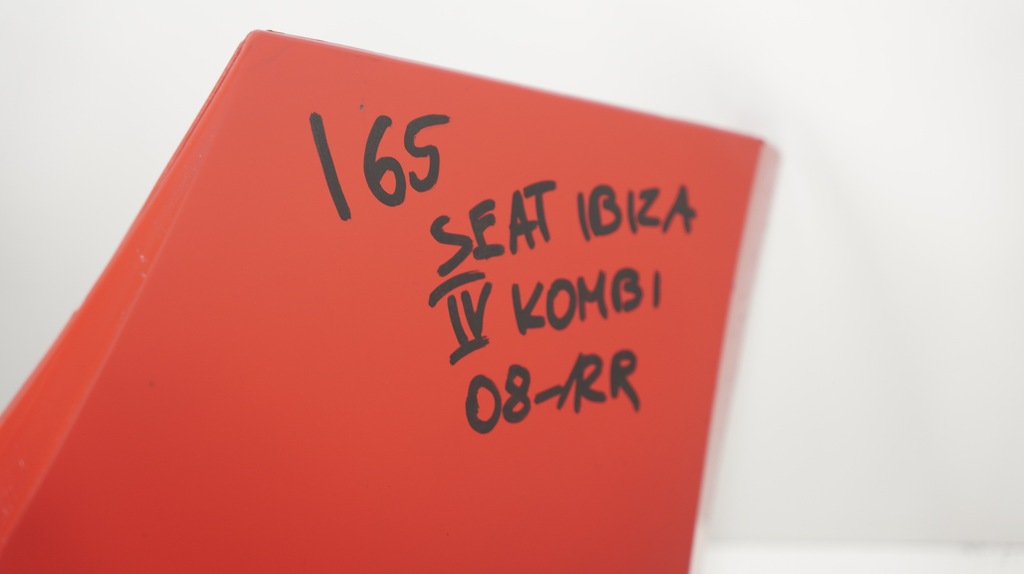 165
SEAT IBIZA
IV KOMBI
08-RR